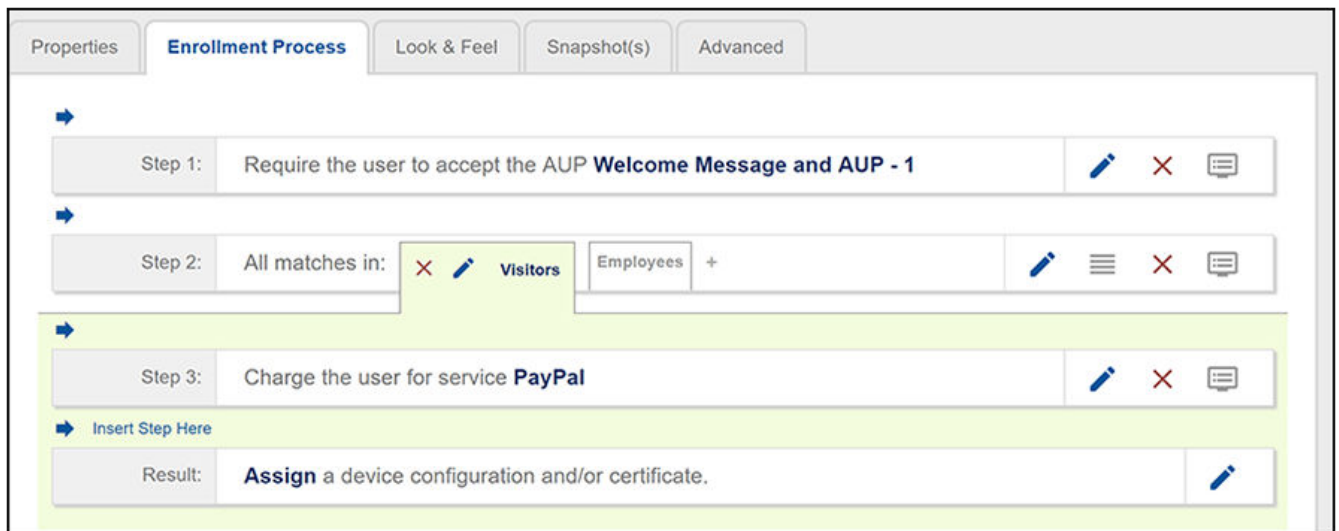 Properties Enrollment Process Look & Feel Snapshot(s) Advanced
Step 1: Require the user to accept the AUP Welcome Message and AUP - 1
Step 2: All matches in: Visitors Employees +
Step 3: Charge the user for service PayPal
Insert Step Here
Result: Assign a device configuration and/or certificate.